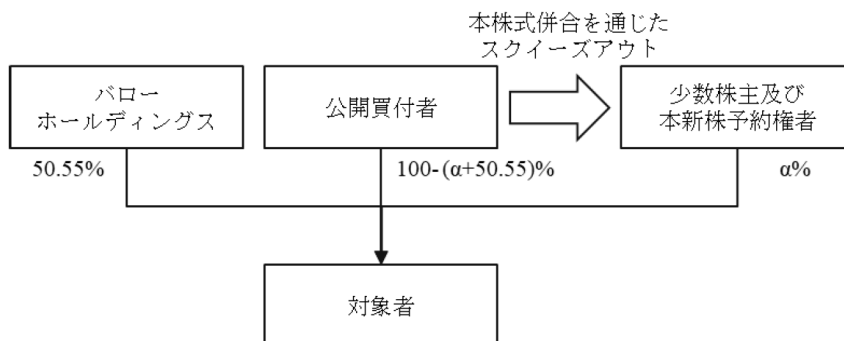 本株式併合を通じた
スクイーズアウト
バロー
ホールディングス
公開買付者
少数株主及び
本新株予約権者
50.55%
100-(α+50.55)%
α%
対象者